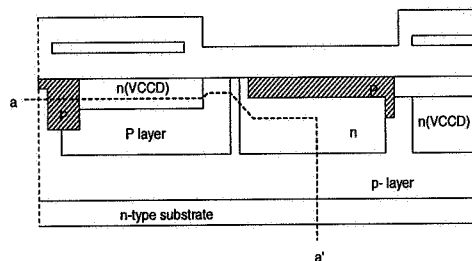 n(VCCD)
p
a
p
P layer
n
n(VCCD)
p- layer
n-type substrate
a'